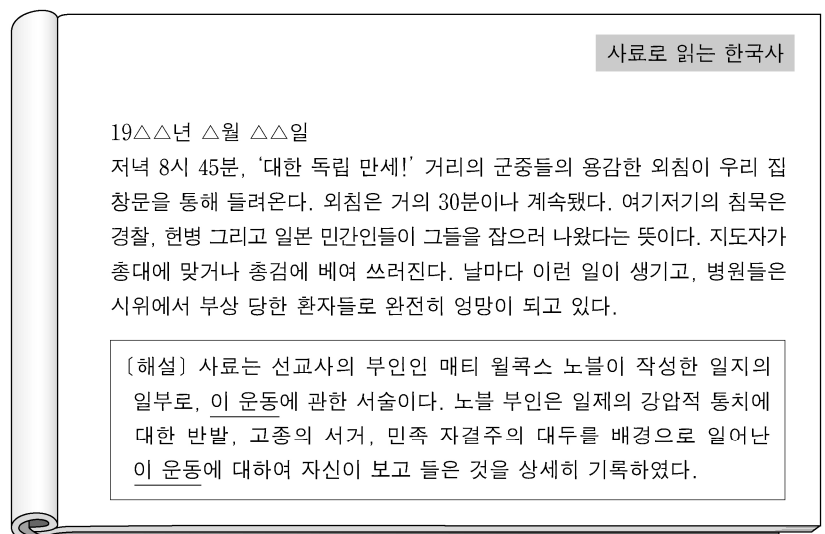 사료로 읽는 한국사
19△△년 △월 △△일
저녁 8시 45분, ‘대한 독립 만세!’ 거리의 군중들의 용감한 외침이 우리 집
창문을 통해 들려온다. 외침은 거의 30분이나 계속됐다. 여기저기의 침묵은
경찰, 헌병 그리고 일본 민간인들이 그들을 잡으러 나왔다는 뜻이다. 지도자가
총대에 맞거나 총검에 베여 쓰러진다. 날마다 이런 일이 생기고, 병원들은
시위에서 부상 당한 환자들로 완전히 엉망이 되고 있다.
〔해설〕 사료는 선교사의 부인인 매티 윌콕스 노블이 작성한 일지의
일부로, 이 운동에 관한 서술이다. 노블 부인은 일제의 강압적 통치에
대한 반발, 고종의 서거, 민족 자결주의 대두를 배경으로 일어난
이 운동에 대하여 자신이 보고 들은 것을 상세히 기록하였다.